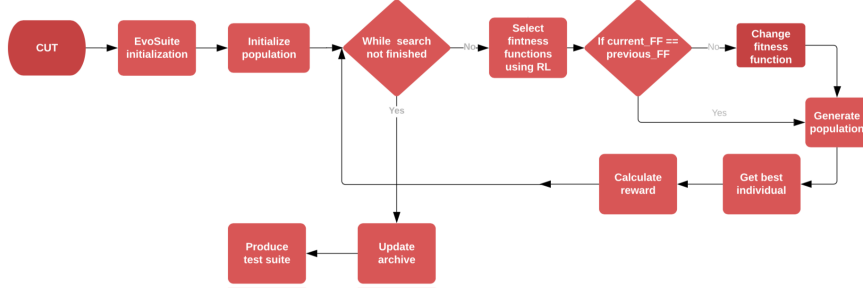 CUT
EvoSuite
initialization
Initialize
population
While search
not finished
No
Select
fintness
functions
using RL
If current_FF ==
previous_FF
No
Change
fitness
function
Yes
Yes
Generate
population
Calculate
reward
Get best
individual
Produce
test suite
Update
archive